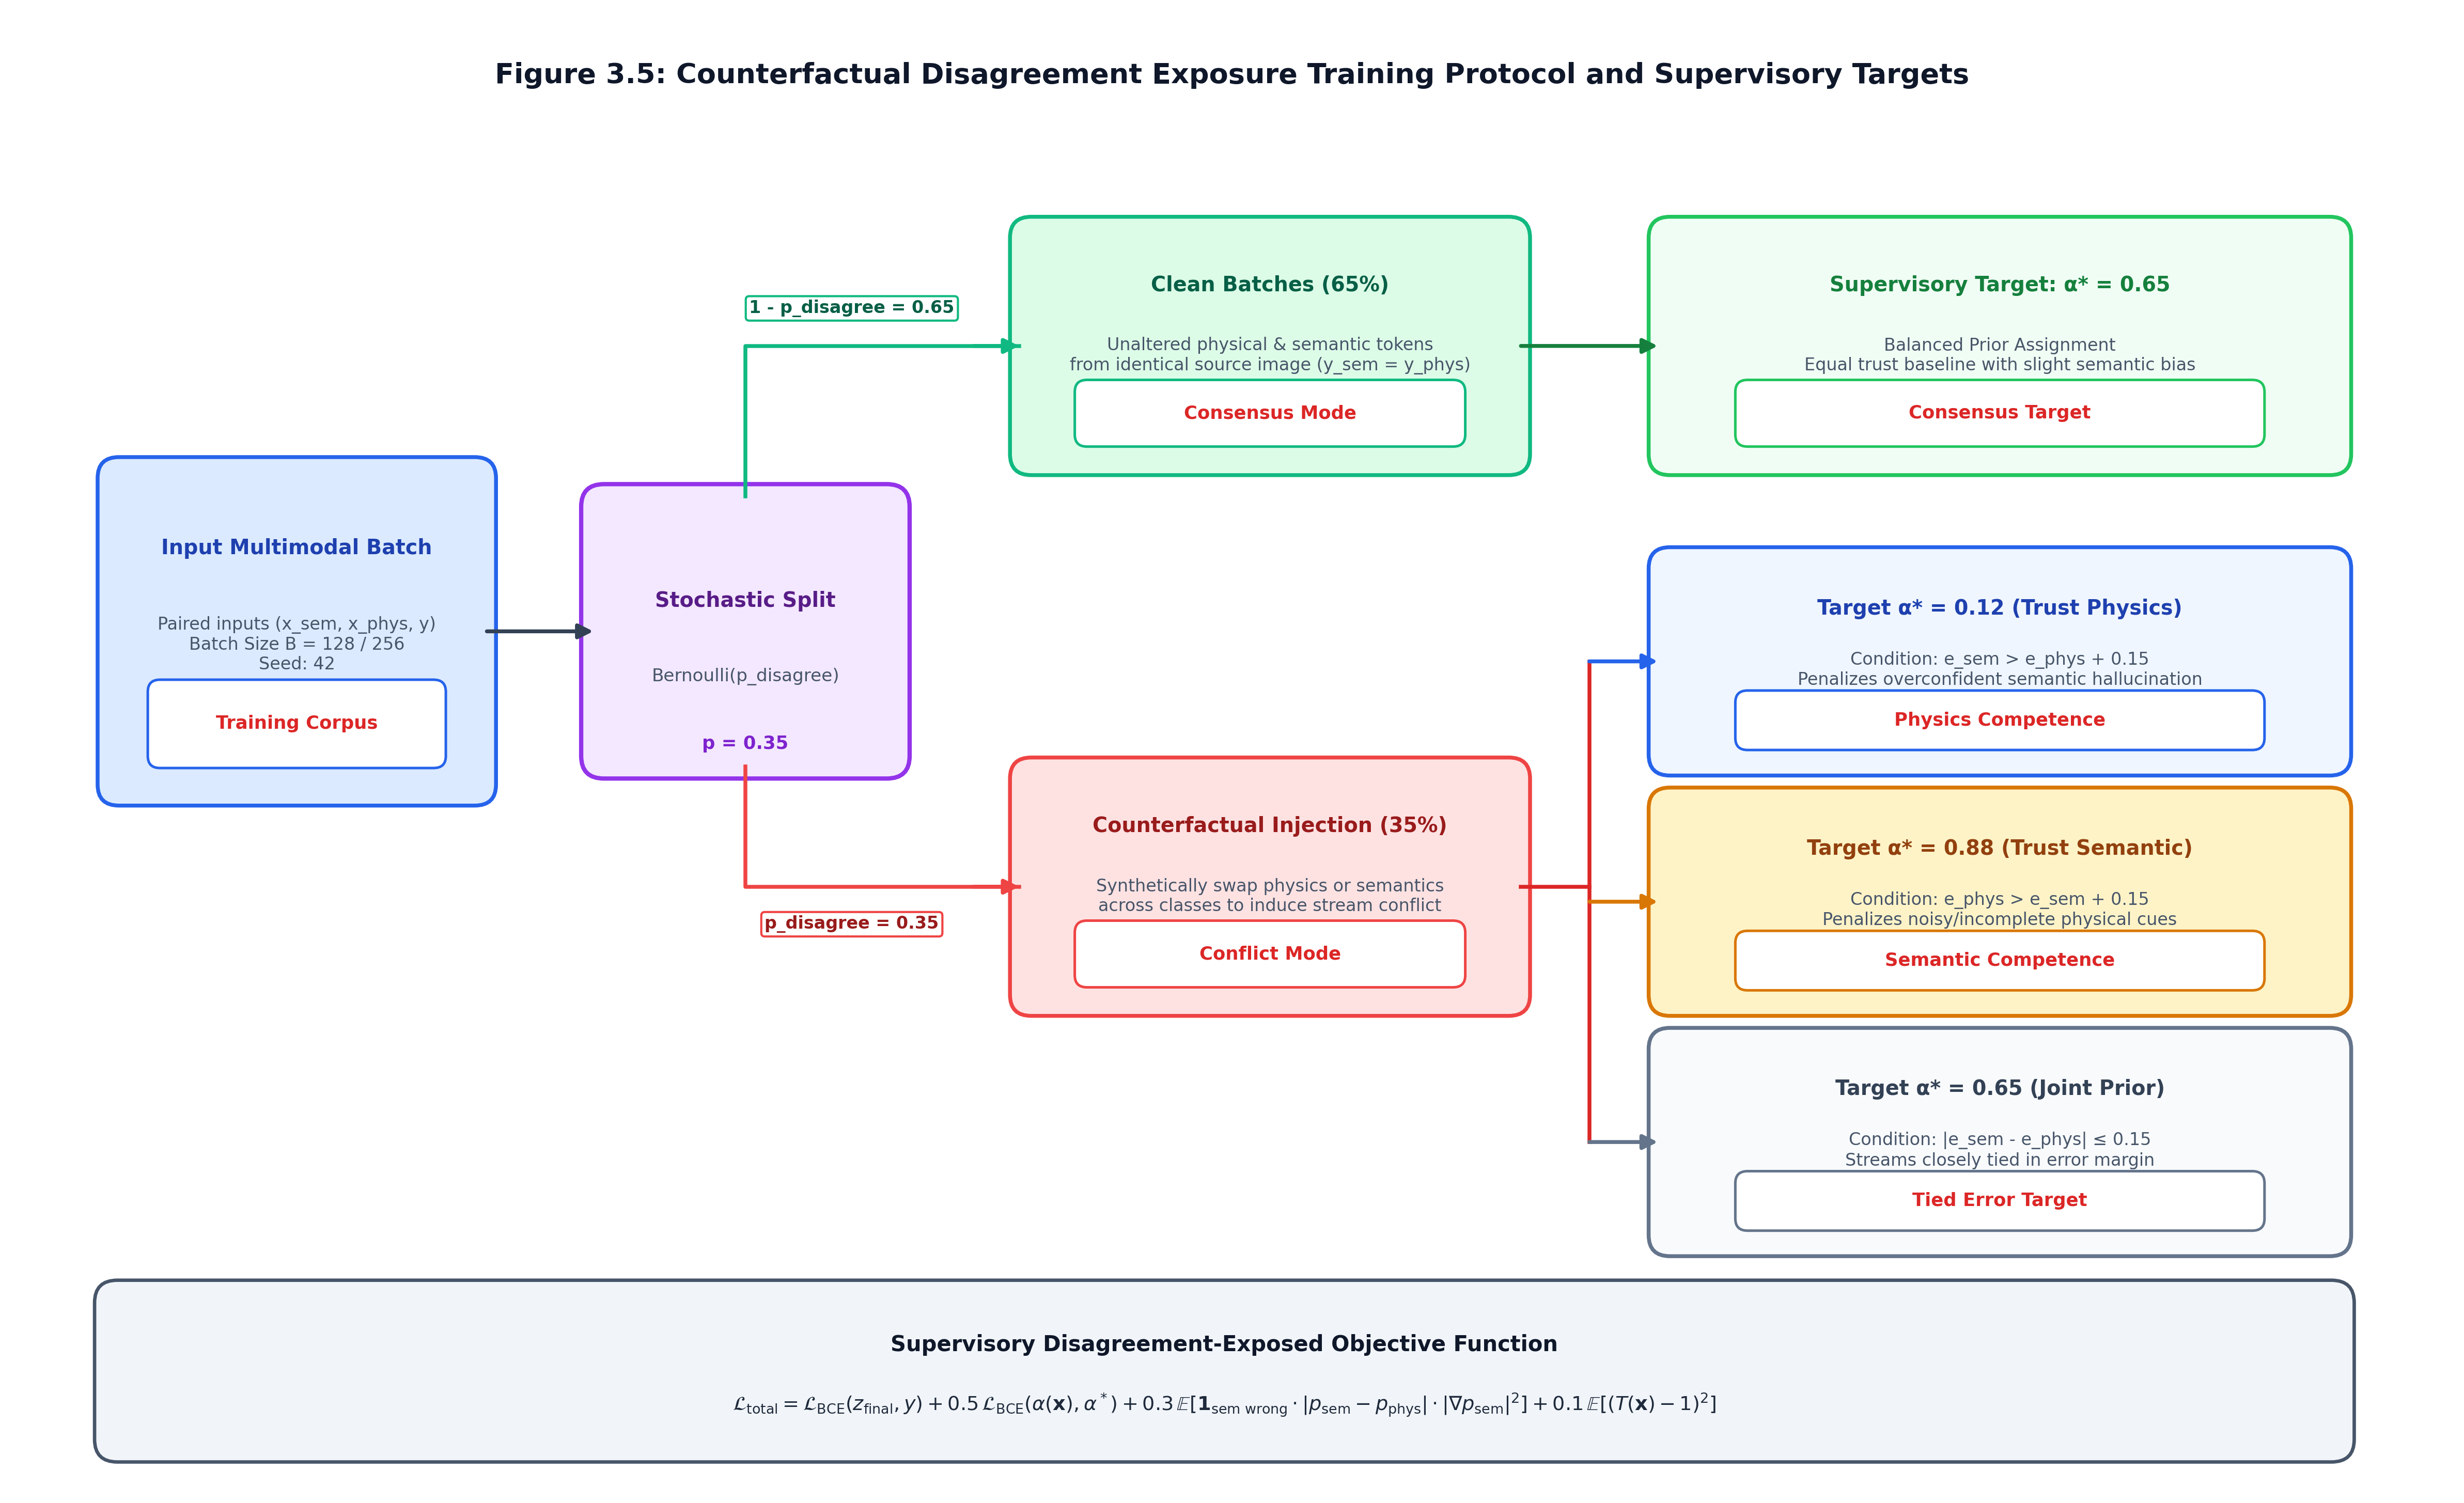 Figure 3.5: Counterfactual Disagreement Exposure Training Protocol and Supervisory Targets
Input Multimodal Batch
Paired inputs (x_sem, x_phys, y)
Batch Size B = 128 / 256
Seed: 42
Training Corpus
Stochastic Split
Bernoulli(p_disagree)
p = 0.35
1 - p_disagree = 0.65
p_disagree = 0.35
Clean Batches (65%)
Unaltered physical & semantic tokens
from identical source image (y_sem = y_phys)
Consensus Mode
Counterfactual Injection (35%)
Synthetically swap physics or semantics
across classes to induce stream conflict
Conflict Mode
Supervisory Target: α* = 0.65
Balanced Prior Assignment
Equal trust baseline with slight semantic bias
Consensus Target
Target α* = 0.12 (Trust Physics)
Condition: e_sem > e_phys + 0.15
Penalizes overconfident semantic hallucination
Physics Competence
Target α* = 0.88 (Trust Semantic)
Condition: e_phys > e_sem + 0.15
Penalizes noisy/incomplete physical cues
Semantic Competence
Target α* = 0.65 (Joint Prior)
Condition: |e_sem - e_phys| ≤ 0.15
Streams closely tied in error margin
Tied Error Target
Supervisory Disagreement-Exposed Objective Function
ℒ_total = ℒ_BCE(z_final, y) + 0.5 ℒ_BCE(α(𝐱), α*) + 0.3 𝔼[𝟏_sem wrong · |p_sem − p_phys| · |∇p_sem|²] + 0.1 𝔼[(T(𝐱) − 1)²]